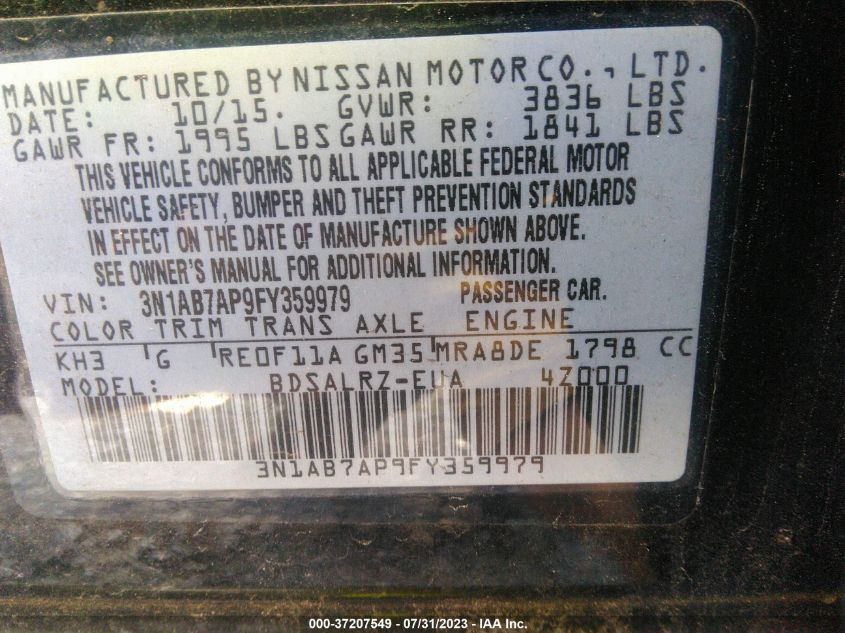 MANUFACTURED BY NISSAN MOTOR CO., LTD.
DATE: 10/15. GVWR: 3836 LBS
GAWR FR: 1995 LBS GAWR RR: 1841 LBS
THIS VEHICLE CONFORMS TO ALL APPLICABLE FEDERAL MOTOR
VEHICLE SAFETY, BUMPER AND THEFT PREVENTION STANDARDS
IN EFFECT ON THE DATE OF MANUFACTURE SHOWN ABOVE.
SEE OWNER'S MANUAL FOR ADDITIONAL INFORMATION.
VIN: 3N1AB7AP9FY359979 PASSENGER CAR.
COLOR TRIM TRANS AXLE ENGINE
KH3 G RE0F11A GM35 MRA8DE 1798 CC
MODEL: BDSALRZ-EUA 4Z000
3N1AB7AP9FY359979
000-37207549 - 07/31/2023 - IAA Inc.